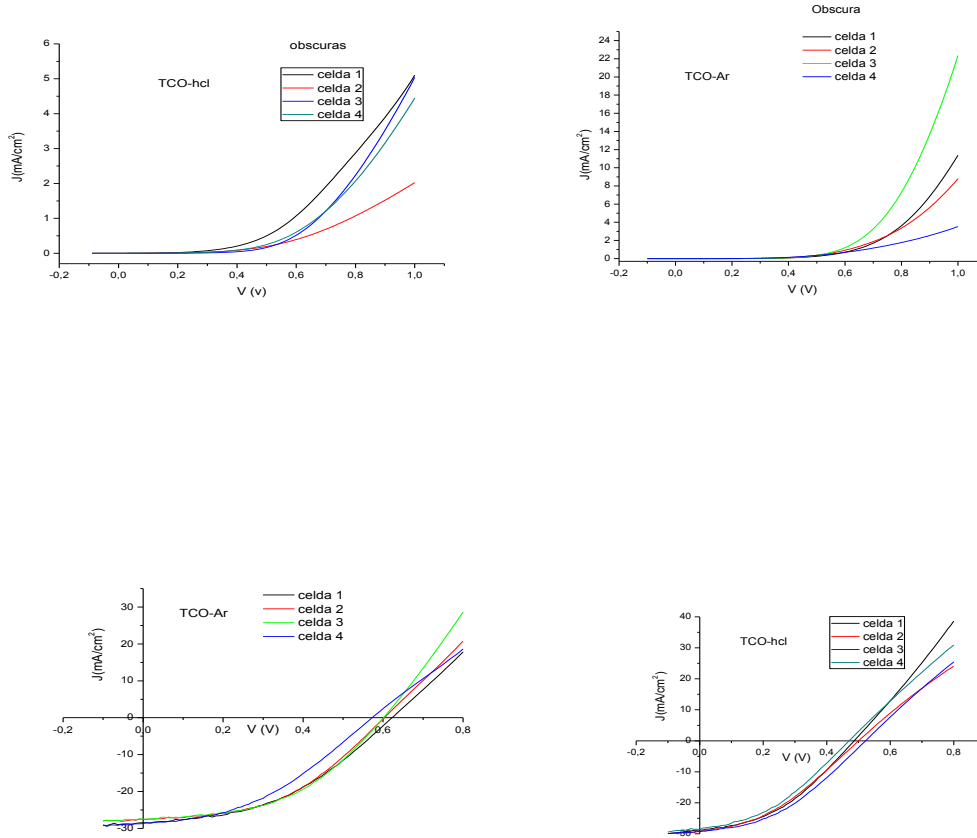 obscuras
TCO-hcl
celda 1
celda 2
celda 3
celda 4
J(mA/cm²)
6
5
4
3
2
1
0
-0,2 0,0 0,2 0,4 0,6 0,8 1,0
V (v)
Obscura
TCO-Ar
celda 1
celda 2
celda 3
celda 4
J(mA/cm²)
24
22
20
18
16
14
12
10
8
6
4
2
0
-0,2 0,0 0,2 0,4 0,6 0,8 1,0
V (V)
TCO-Ar
celda 1
celda 2
celda 3
celda 4
J(mA/cm²)
30
20
10
0
-0,2 0,0 0,2 0,4 0,6 0,8
V (V)
-10
-20
-30
TCO-hcl
celda 1
celda 2
celda 3
celda 4
J(mA/cm²)
40
30
20
10
0
-0,2 0,0 0,2 0,4 0,6 0,8
V (V)
-10
-20
-30